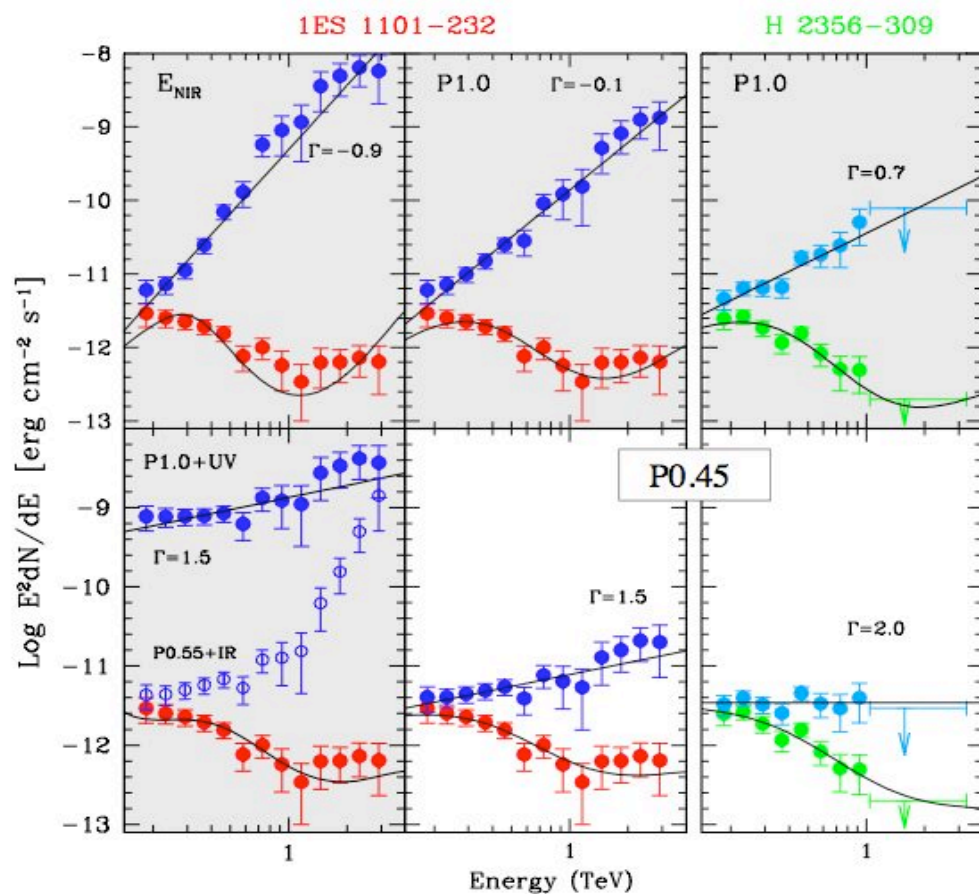 1ES 1101−232
H 2356−309
E_NIR
Γ=−0.9
P1.0
Γ=−0.1
P1.0
Γ=0.7
-8
-9
-10
-11
-12
-13
P1.0+UV
Γ=1.5
P0.55+IR
P0.45
Γ=1.5
Γ=2.0
-9
-10
-11
-12
-13
Log E²dN/dE [erg cm⁻² s⁻¹]
1
1
1
Energy (TeV)